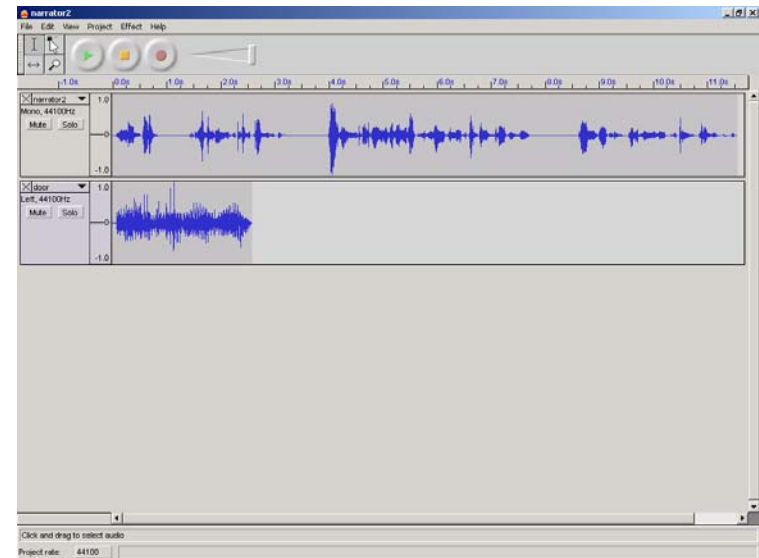 narrator2
File Edit View Project Effect Help
-1.0s 0.0s 1.0s 2.0s 3.0s 4.0s 5.0s 6.0s 7.0s 8.0s 9.0s 10.0s 11.0s
narrator2 1.0
Mono, 44100Hz
Mute Solo
0
-1.0
door 1.0
Left, 44100Hz
Mute Solo
0
-1.0
Click and drag to select audio
Project rate: 44100